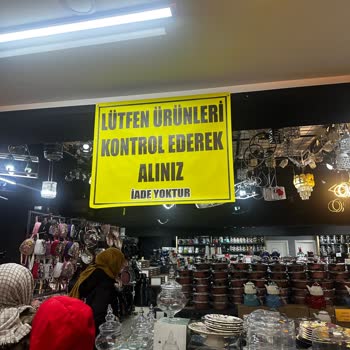 LÜTFEN ÜRÜNLERİ
KONTROL EDEREK
ALINIZ
İADE YOKTUR